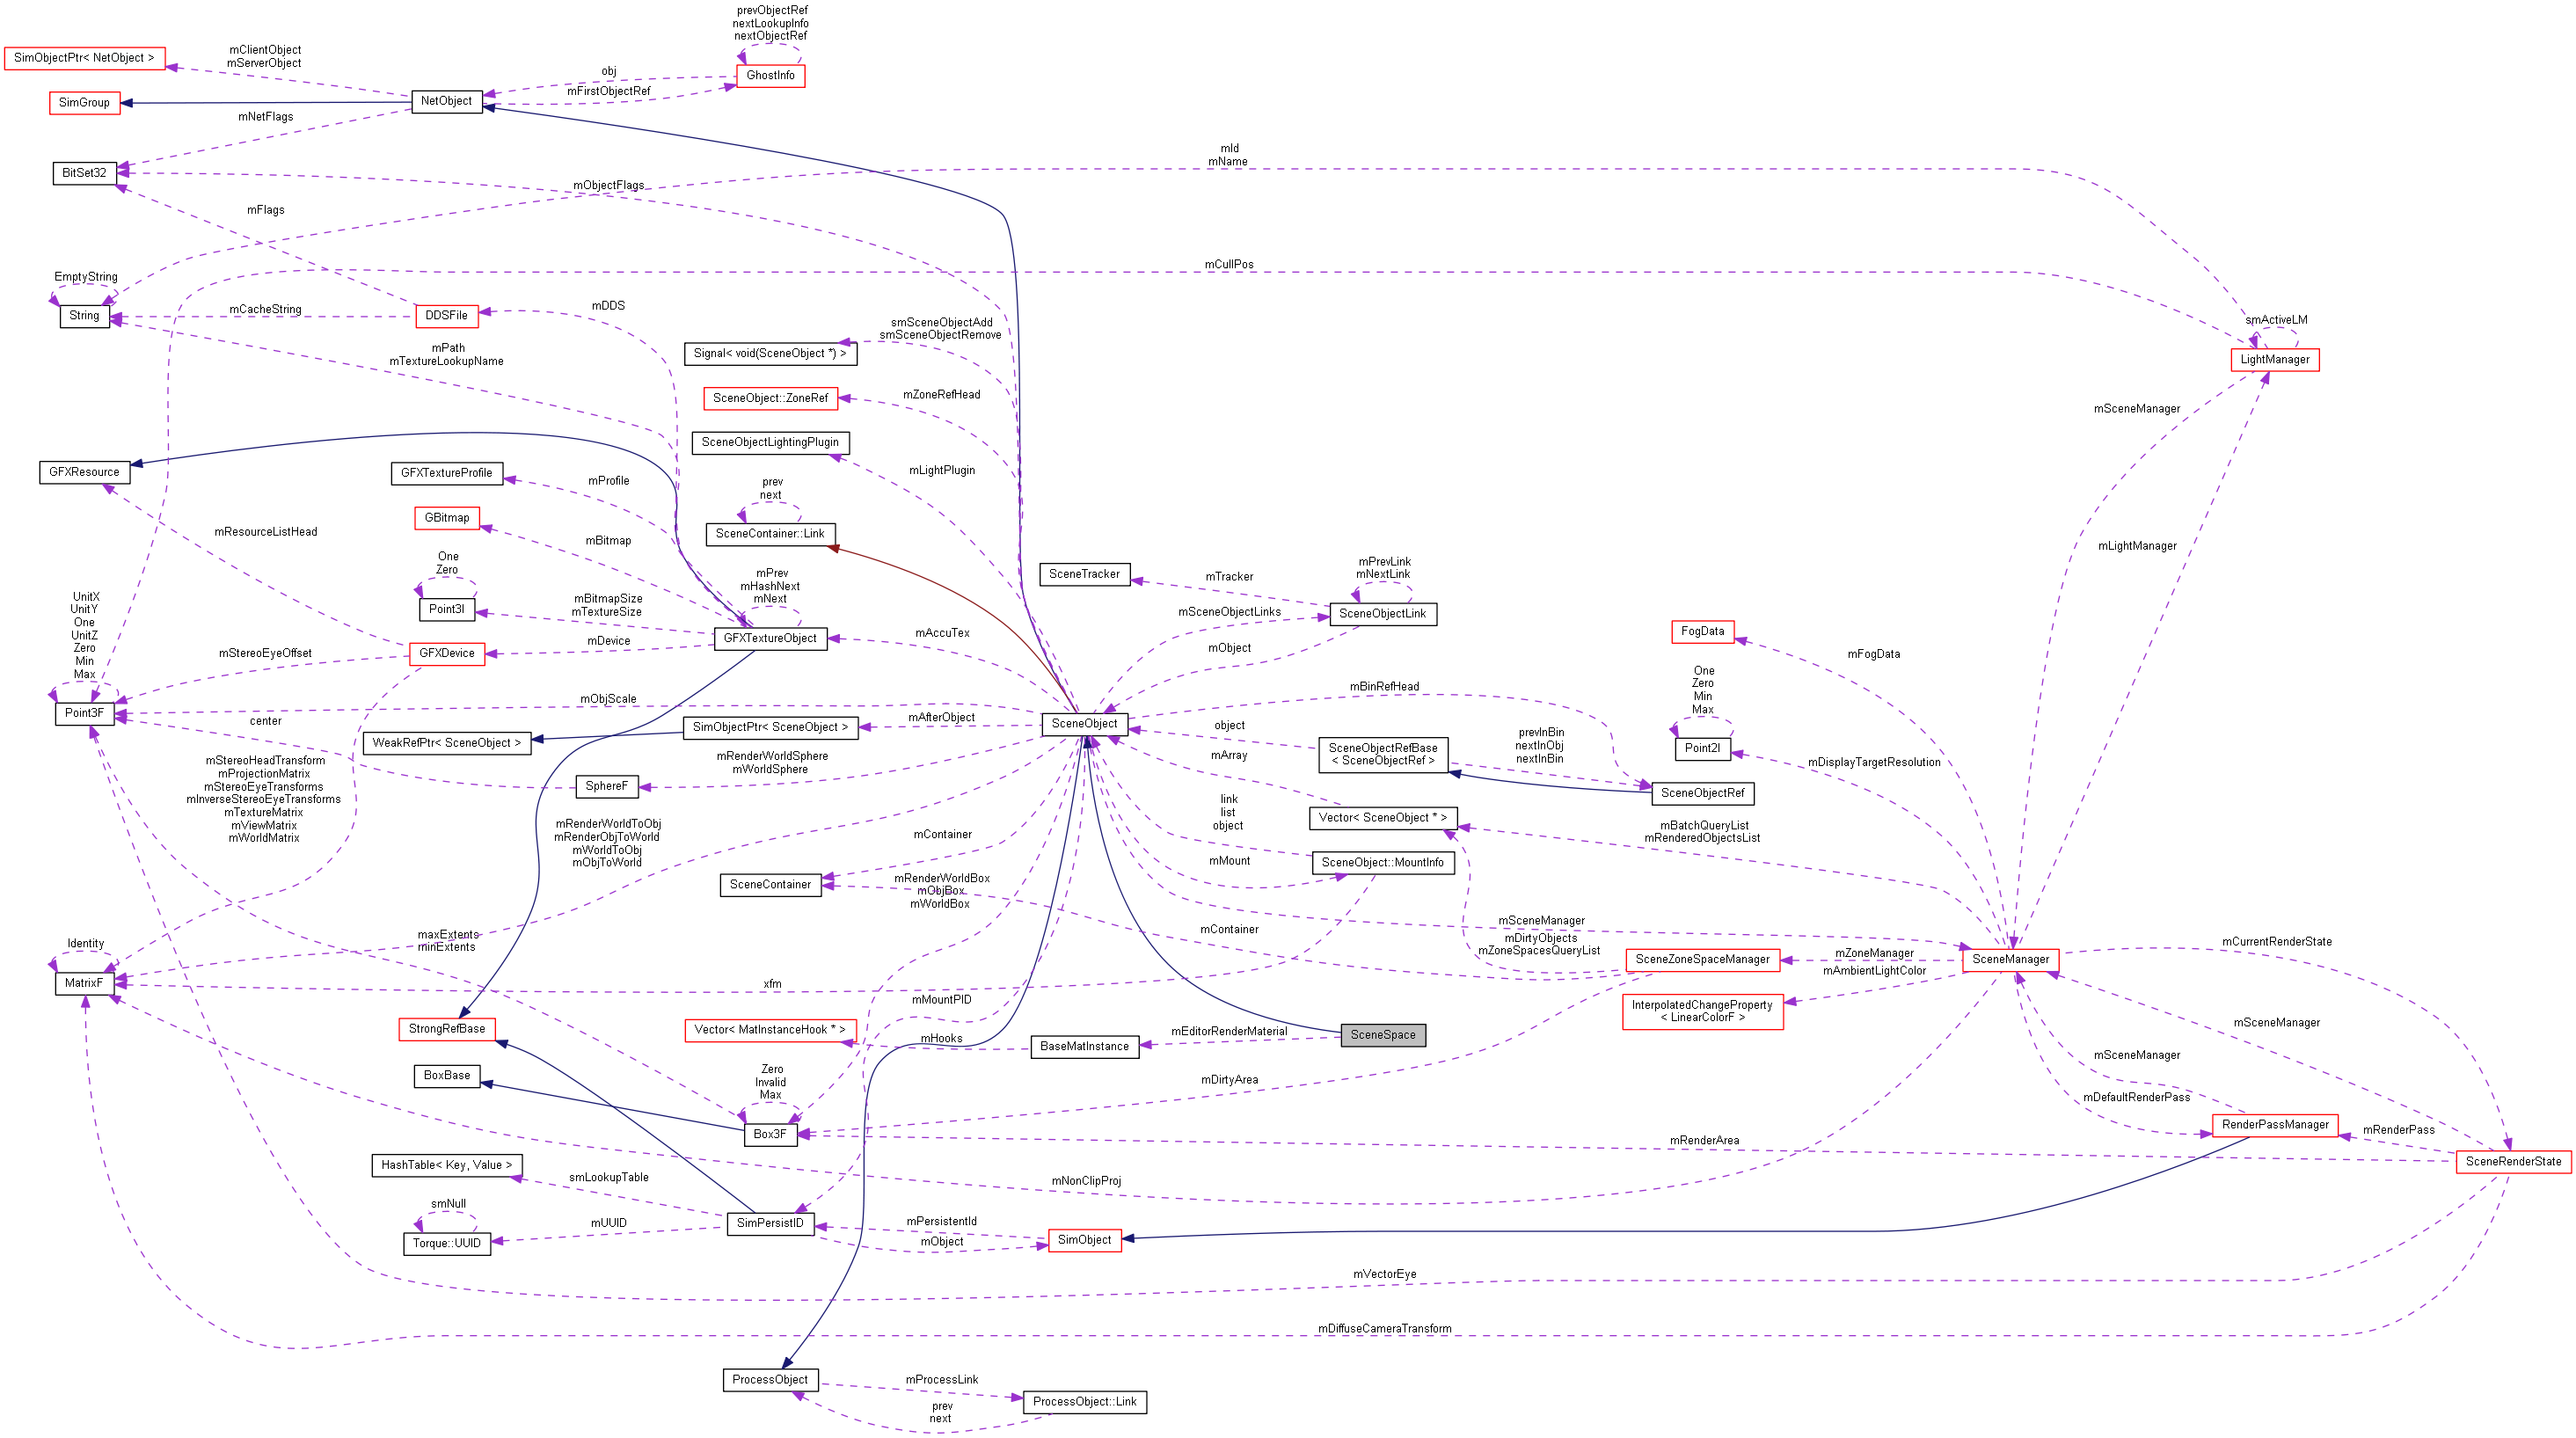 prevObjectRef
nextLookupInfo
nextObjectRef
SimObjectPtr< NetObject >
mClientObject
mServerObject
obj
GhostInfo
mFirstObjectRef
SimGroup
NetObject
mNetFlags
mId
mName
BitSet32
mObjectFlags
mFlags
EmptyString
mCullPos
String
mCacheString
DDSFile
mDDS
smSceneObjectAdd
smSceneObjectRemove
smActiveLM
mPath
mTextureLookupName
Signal< void(SceneObject *) >
LightManager
SceneObject::ZoneRef
mZoneRefHead
mSceneManager
SceneObjectLightingPlugin
GFXResource
GFXTextureProfile
mProfile
mLightPlugin
prev
next
GBitmap
mResourceListHead
mBitmap
SceneContainer::Link
mLightManager
One
Zero
SceneTracker
mTracker
mPrevLink
mNextLink
mPrev
mHashNext
mNext
Point3I
mBitmapSize
mTextureSize
mSceneObjectLinks
SceneObjectLink
UnitX
UnitY
One
UnitZ
Zero
Min
Max
GFXTextureObject
mAccuTex
FogData
mStereoEyeOffset
GFXDevice
mDevice
mObject
mFogData
One
Zero
Min
Max
mObjScale
mBinRefHead
Point3F
center
SimObjectPtr< SceneObject >
mAfterObject
SceneObject
object
WeakRefPtr< SceneObject >
prevInBin
nextInObj
nextInBin
SceneObjectRefBase
< SceneObjectRef >
Point2I
mRenderWorldSphere
mWorldSphere
mArray
mDisplayTargetResolution
mStereoHeadTransform
mProjectionMatrix
mStereoEyeTransforms
mInverseStereoEyeTransforms
mTextureMatrix
mViewMatrix
mWorldMatrix
SphereF
SceneObjectRef
link
list
object
Vector< SceneObject * >
mRenderWorldToObj
mRenderObjToWorld
mWorldToObj
mObjToWorld
mContainer
mBatchQueryList
mRenderedObjectsList
mMount
SceneObject::MountInfo
SceneContainer
mRenderWorldBox
mObjBox
mWorldBox
mSceneManager
maxExtents
minExtents
mContainer
mDirtyObjects
mZoneSpacesQueryList
Identity
mCurrentRenderState
mZoneManager
SceneZoneSpaceManager
SceneManager
MatrixF
xfm
mAmbientLightColor
mMountPID
InterpolatedChangeProperty
< LinearColorF >
StrongRefBase
Vector< MatInstanceHook * >
mHooks
BaseMatInstance
mEditorRenderMaterial
SceneSpace
mSceneManager
mSceneManager
BoxBase
Zero
Invalid
Max
mDirtyArea
mDefaultRenderPass
RenderPassManager
mRenderPass
Box3F
mRenderArea
HashTable< Key, Value >
SceneRenderState
smLookupTable
mNonClipProj
smNull
mUUID
SimPersistID
mPersistentId
Torque::UUID
mObject
SimObject
mVectorEye
mDiffuseCameraTransform
ProcessObject
mProcessLink
ProcessObject::Link
prev
next